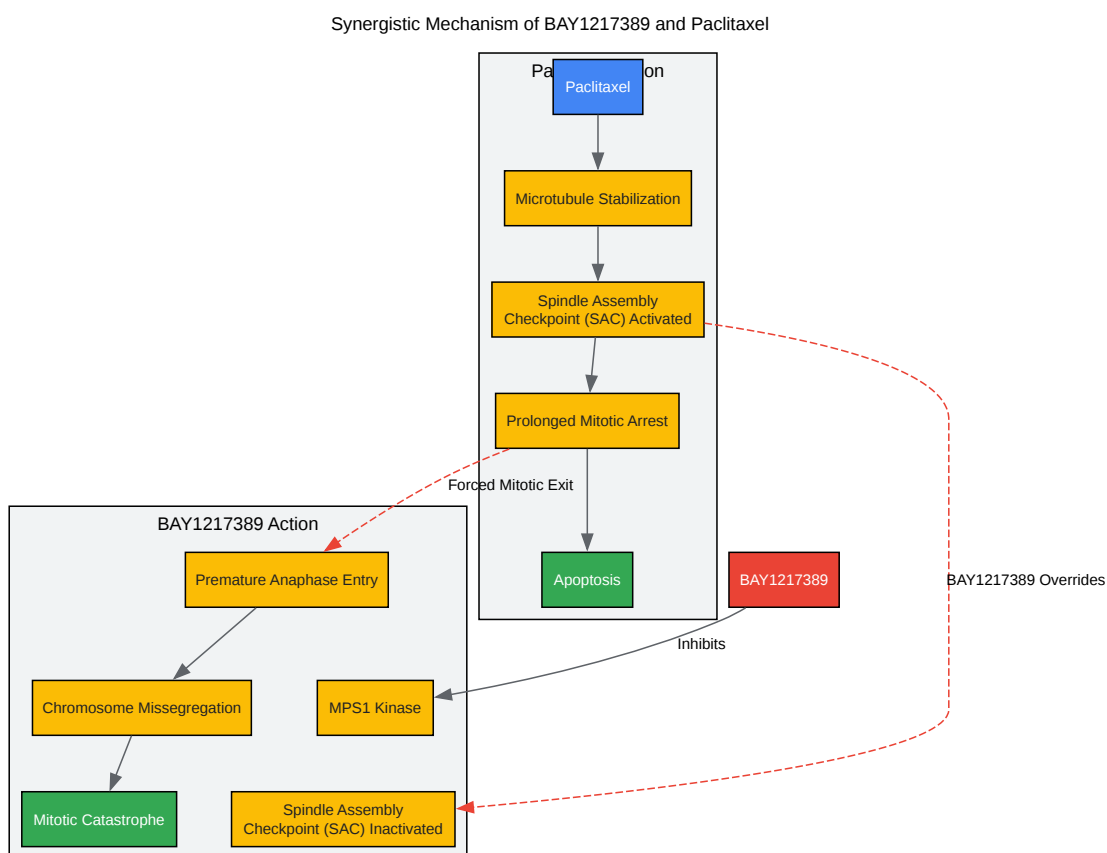 Synergistic Mechanism of BAY1217389 and Paclitaxel
Paclitaxel
Microtubule Stabilization
Spindle Assembly
Checkpoint (SAC) Activated
Prolonged Mitotic Arrest
Forced Mitotic Exit
BAY1217389 Action
Premature Anaphase Entry
Apoptosis
BAY1217389
BAY1217389 Overrides
Inhibits
Chromosome Missegregation
MPS1 Kinase
Mitotic Catastrophe
Spindle Assembly
Checkpoint (SAC) Inactivated